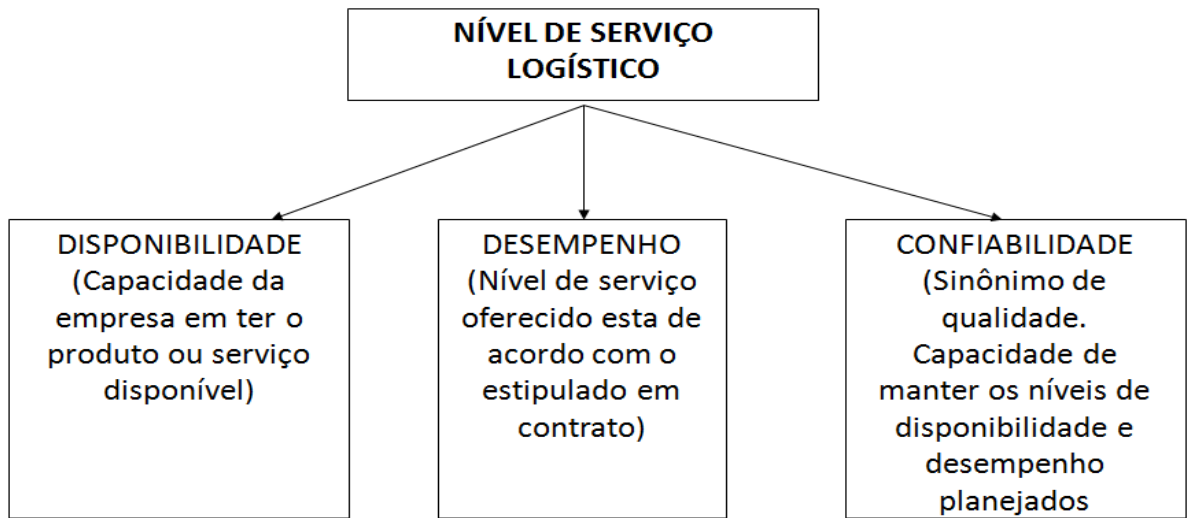 NÍVEL DE SERVIÇO
LOGÍSTICO
DISPONIBILIDADE
(Capacidade da
empresa em ter o
produto ou serviço
disponível)
DESEMPENHO
(Nível de serviço
oferecido esta de
acordo com o
estipulado em
contrato)
CONFIABILIDADE
(Sinônimo de
qualidade.
Capacidade de
manter os níveis de
disponibilidade e
desempenho
planejados